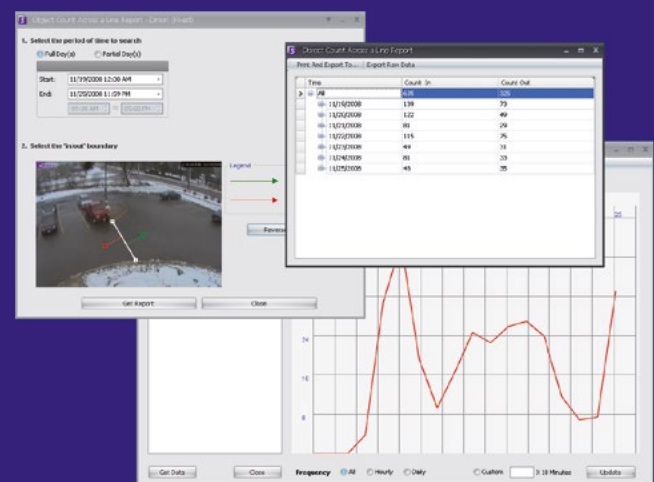 Object Count Across a Line Report -
1. Select the period of time to search
Full Day(s) Partial Day(s)
Start: 11/19/2008 12:00 AM
End: 11/25/2008 11:59 PM
to
2. Select the "in/out" boundary
Legend
Reverse
Get Report Close
Object Count Across a Line Report
Print And Export To... Export Raw Data
Time Count In Count Out
All 325
11/19/2008 139 73
11/20/2008 122 49
11/21/2008 81 29
11/22/2008 115 75
11/23/2008 31
11/24/2008 81 33
11/25/2008 48 35
24
16
8
Get Data Close Frequency All Hourly Daily Custom X 10 Minutes Update